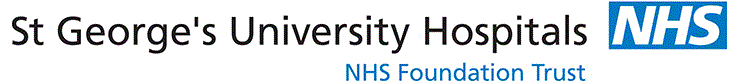 St George's University Hospitals NHS
NHS Foundation Trust